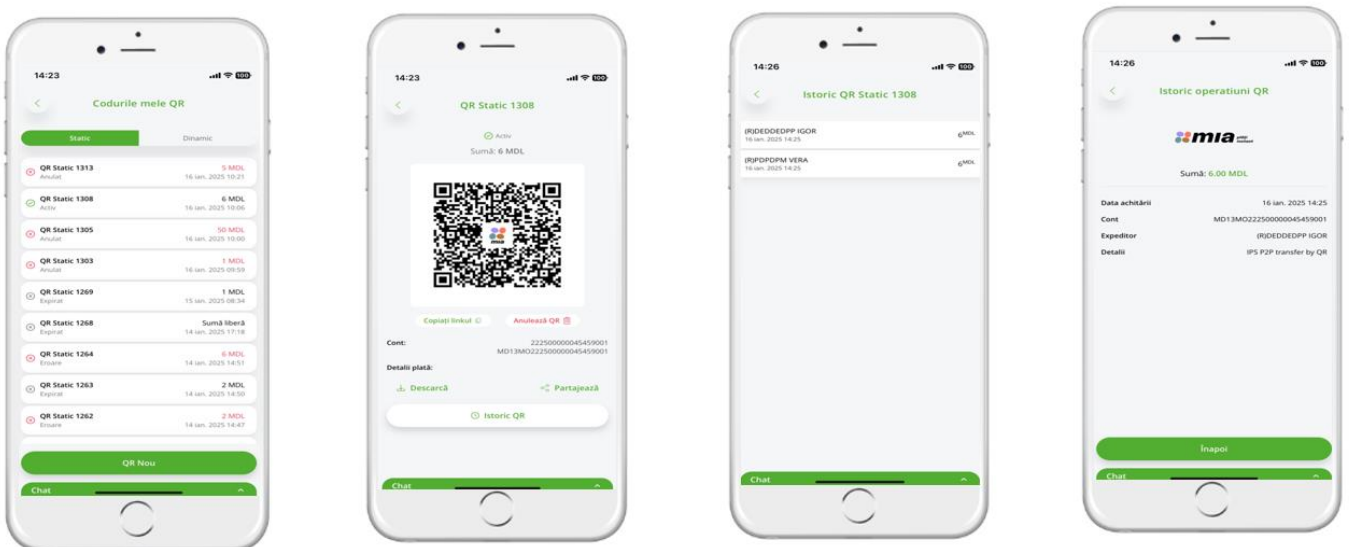 14:23
100
Codurile mele QR
Static Dinamic
QR Static 1313 5 MDL
Anulat 16 ian. 2025 10:21
QR Static 1308 6 MDL
Activ 16 ian. 2025 10:06
QR Static 1305 50 MDL
Anulat 16 ian. 2025 10:00
QR Static 1303 1 MDL
Anulat 16 ian. 2025 09:59
QR Static 1269 1 MDL
Expirat 15 ian. 2025 08:34
QR Static 1268 Sumă liberă
Expirat 14 ian. 2025 17:18
QR Static 1264 6 MDL
Eroare 14 ian. 2025 14:51
QR Static 1263 2 MDL
Expirat 14 ian. 2025 14:50
QR Static 1262 2 MDL
Eroare 14 ian. 2025 14:47
QR Nou
Chat
14:23
100
QR Static 1308
Activ
Sumă: 6 MDL
mia
Copiați linkul
Anulează QR
Cont: 222500000045459001
MD13MO222500000045459001
Detalii plată:
Descarcă Partajează
Istoric QR
Chat
14:26
100
Istoric QR Static 1308
(R)DEDDEDPP IGOR 6 MDL
16 ian. 2025 14:25
(R)PDPDPM VERA 6 MDL
16 ian. 2025 14:25
Chat
14:26
100
Istoric operatiuni QR
mia
Sumă: 6.00 MDL
Data achitării 16 ian. 2025 14:25
Cont MD13MO222500000045459001
Expeditor (R)DEDDEDPP IGOR
Detalii IPS P2P transfer by QR
Înapoi
Chat